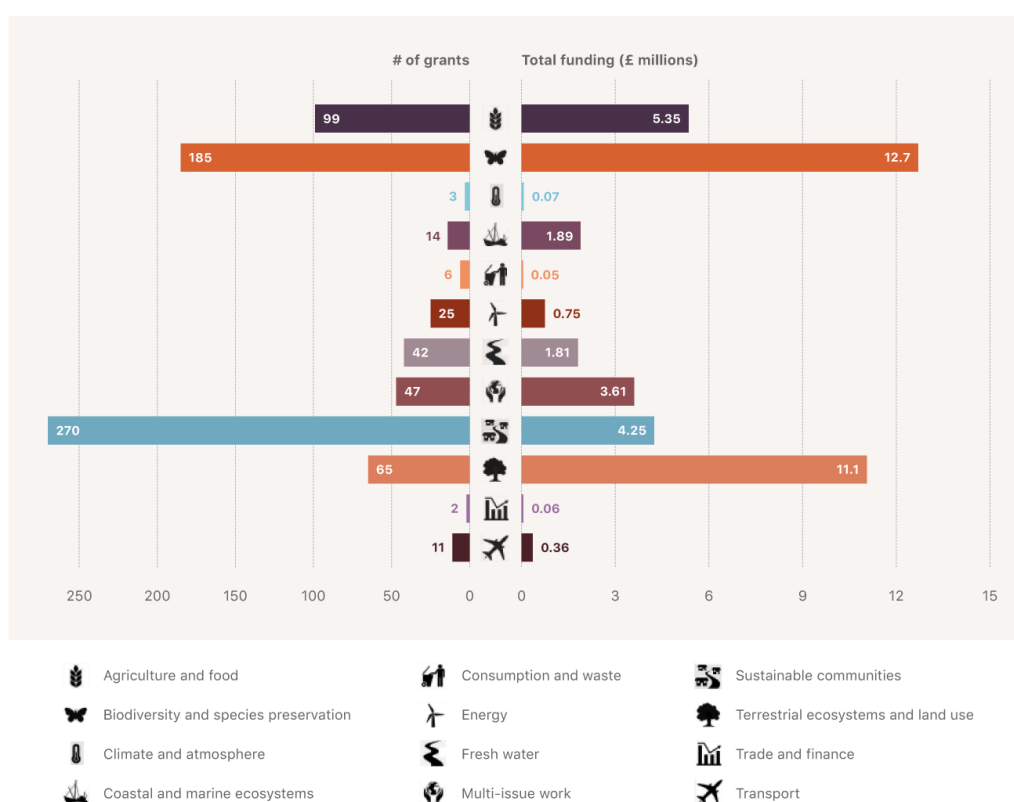 # of grants Total funding (£ millions)
99 5.35
185 12.7
3 0.07
14 1.89
6 0.05
25 0.75
42 1.81
47 3.61
270 4.25
65 11.1
2 0.06
11 0.36
250 200 150 100 50 0 0 3 6 9 12 15
Agriculture and food Consumption and waste Sustainable communities
Biodiversity and species preservation Energy Terrestrial ecosystems and land use
Climate and atmosphere Fresh water Trade and finance
Coastal and marine ecosystems Multi-issue work Transport